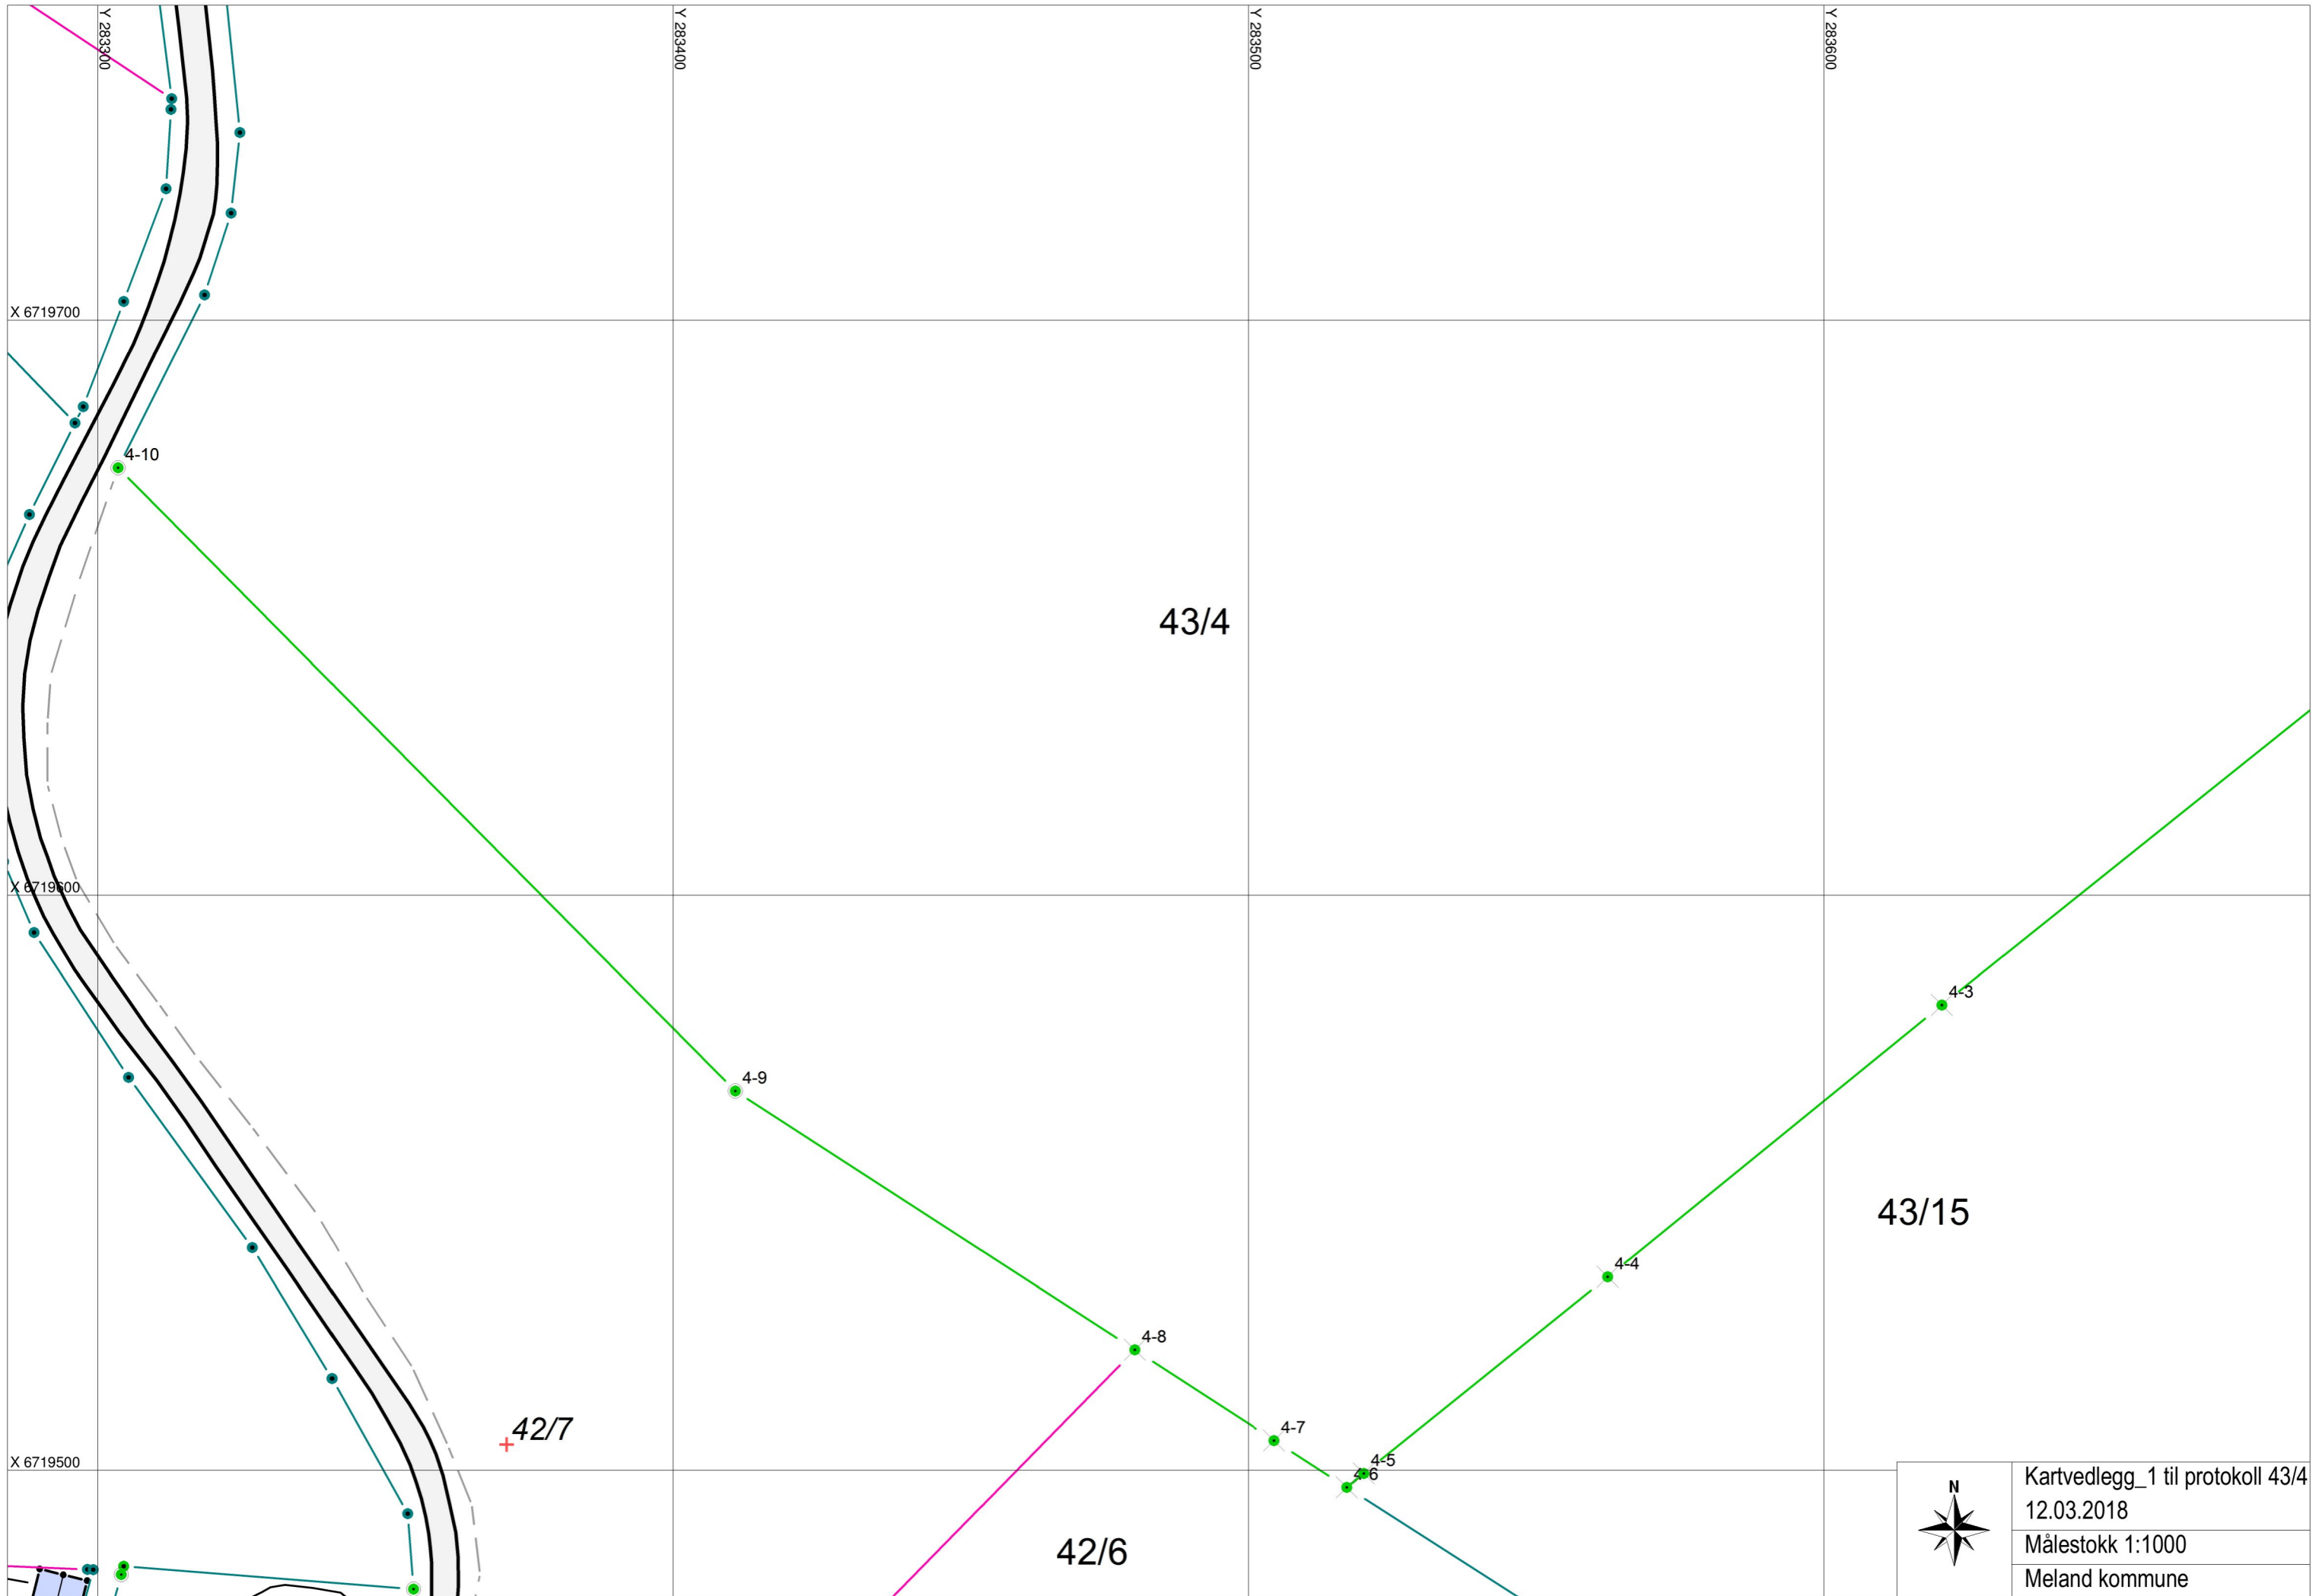 Y 283300
Y 283400
Y 283500
Y 283600
X 6719700
4-10
43/4
X 6719600
4-3
4-9
43/15
4-4
4-8
42/7
4-7
4-5
4-6
X 6719500
42/6
N
Kartvedlegg_1 til protokoll 43/4
12.03.2018
Målestokk 1:1000
Meland kommune